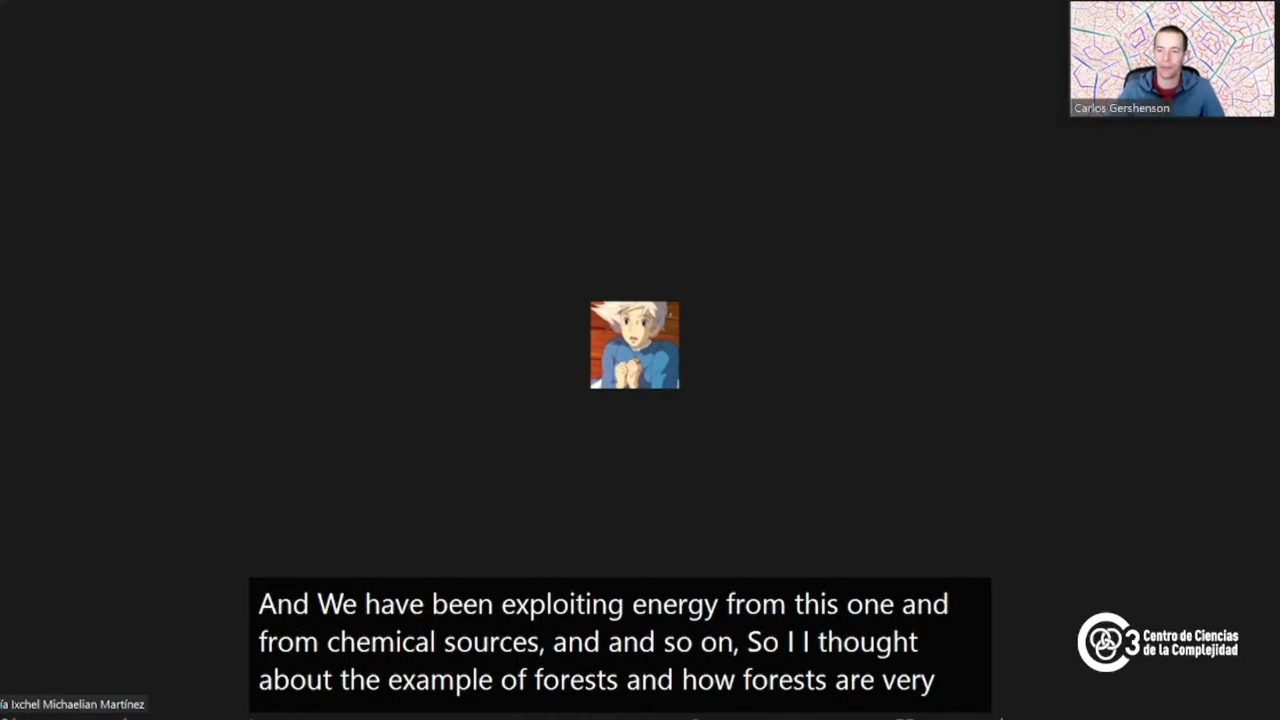 Carlos Gershenson
And We have been exploiting energy from this one and
from chemical sources, and and so on, So I I thought
about the example of forests and how forests are very
C3 Centro de Ciencias
de la Complejidad
ía Ixchel Michaelian Martínez